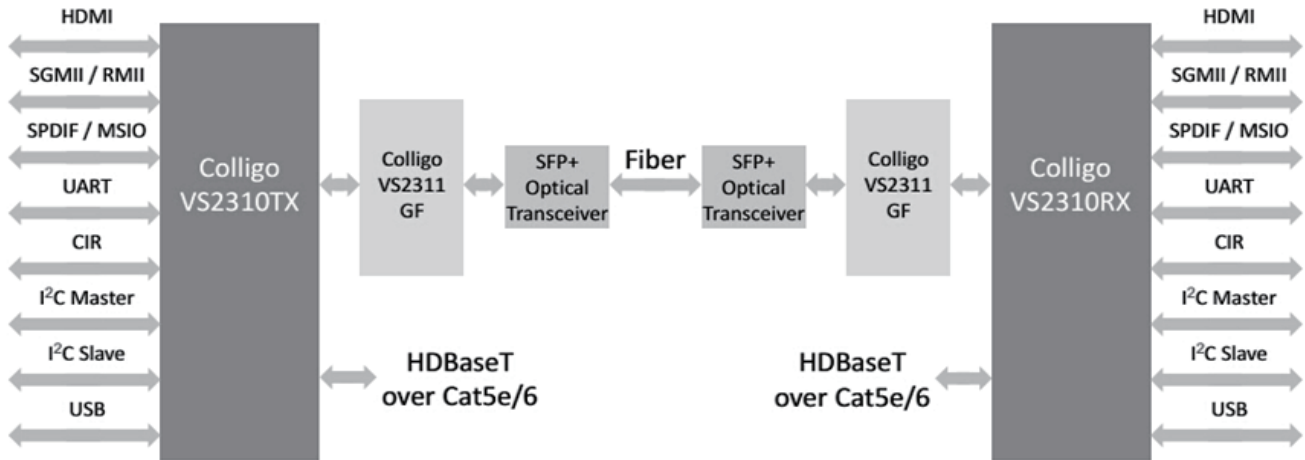 HDMI
SGMII / RMII
SPDIF / MSIO
UART
CIR
I²C Master
I²C Slave
USB
Colligo
VS2310TX
Colligo
VS2311
GF
SFP+
Optical
Transceiver
Fiber
SFP+
Optical
Transceiver
Colligo
VS2311
GF
HDBaseT
over Cat5e/6
HDBaseT
over Cat5e/6
Colligo
VS2310RX
HDMI
SGMII / RMII
SPDIF / MSIO
UART
CIR
I²C Master
I²C Slave
USB